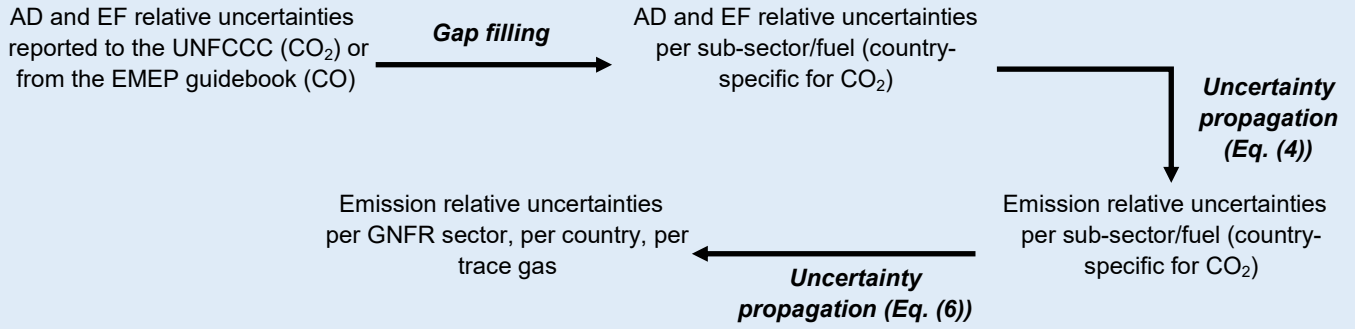 AD and EF relative uncertainties
reported to the UNFCCC (CO₂) or
from the EMEP guidebook (CO)
Gap filling
AD and EF relative uncertainties
per sub-sector/fuel (country-
specific for CO₂)
Uncertainty
propagation
(Eq. (4))
Emission relative uncertainties
per sub-sector/fuel (country-
specific for CO₂)
Uncertainty
propagation (Eq. (6))
Emission relative uncertainties
per GNFR sector, per country, per
trace gas